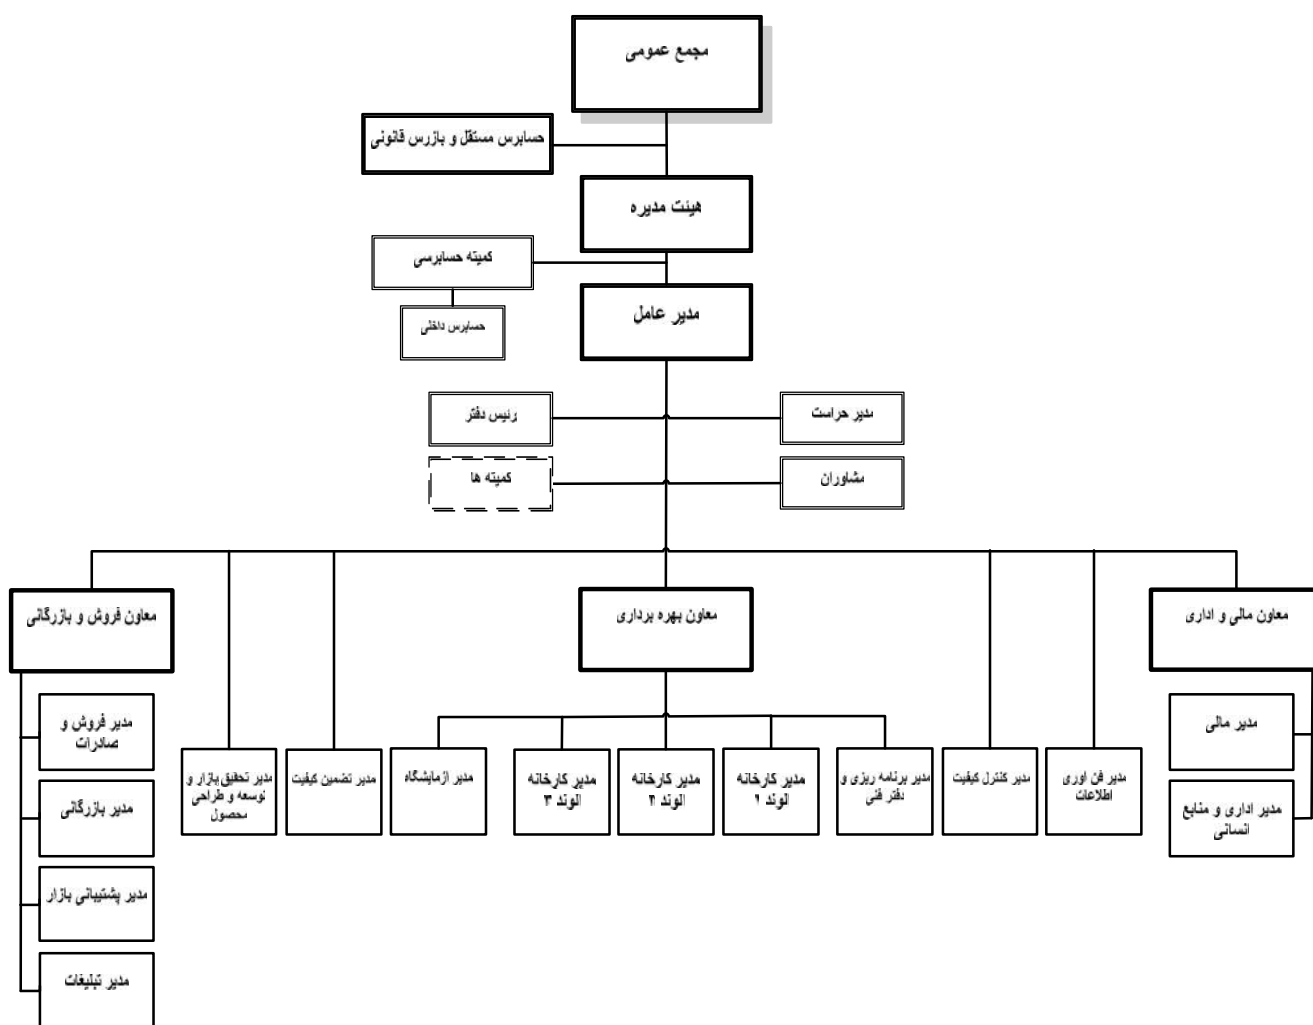 مجمع عمومی
حسابرس مستقل و بازرس قانونی
هیئت مدیره
کمیته حسابرسی
مدیر عامل
حسابرس داخلی
مدیر حراست
رئیس دفتر
مشاوران
کمیته ها
معاون مالی و اداری
معاون بهره برداری
معاون فروش و بازرگانی
مدیر مالی
مدیر اداری و منابع
انسانی
مدیر فن اوری
اطلاعات
مدیر کنترل کیفیت
مدیر برنامه ریزی و
دفتر فنی
مدیر کارخانه
الوند ۱
مدیر کارخانه
الوند ۲
مدیر کارخانه
الوند ۳
مدیر ازمایشگاه
مدیر تضمین کیفیت
مدیر تحقیق بازار و
توسعه و طراحی
محصول
مدیر فروش و
صادرات
مدیر بازرگانی
مدیر پشتیبانی بازار
مدیر تبلیغات